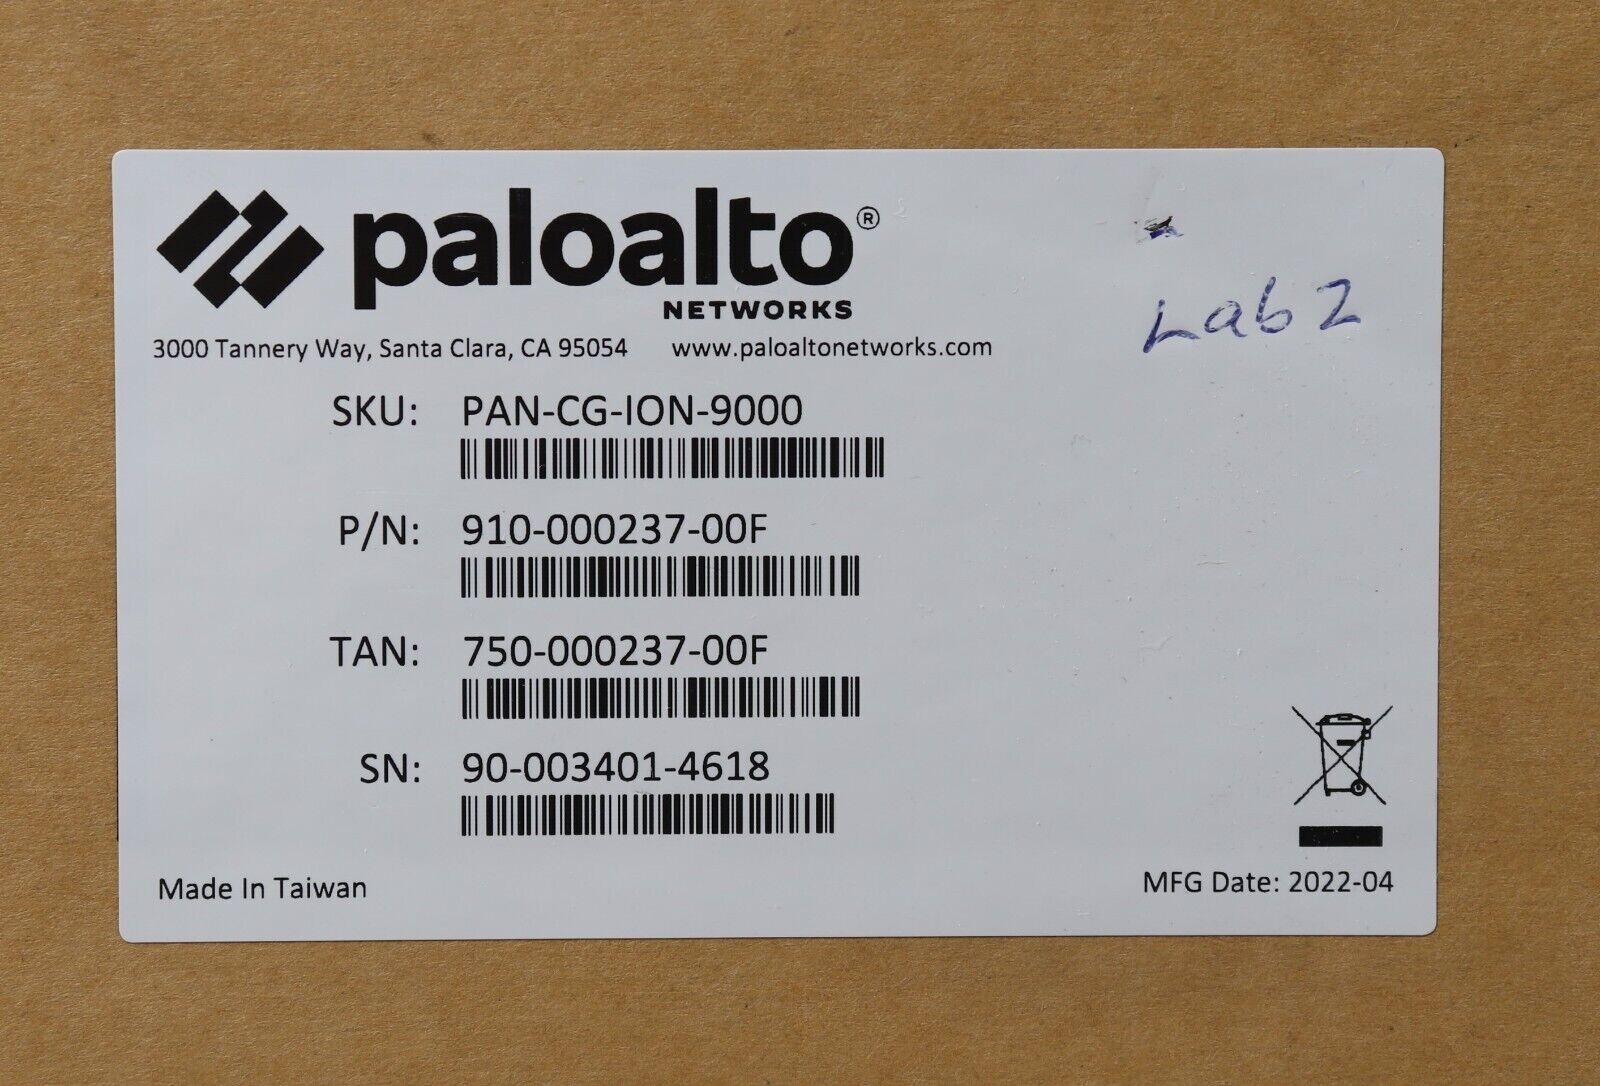 paloalto®
NETWORKS
3000 Tannery Way, Santa Clara, CA 95054 www.paloaltonetworks.com
Lab 2
SKU: PAN-CG-ION-9000
P/N: 910-000237-00F
TAN: 750-000237-00F
SN: 90-003401-4618
Made In Taiwan
MFG Date: 2022-04